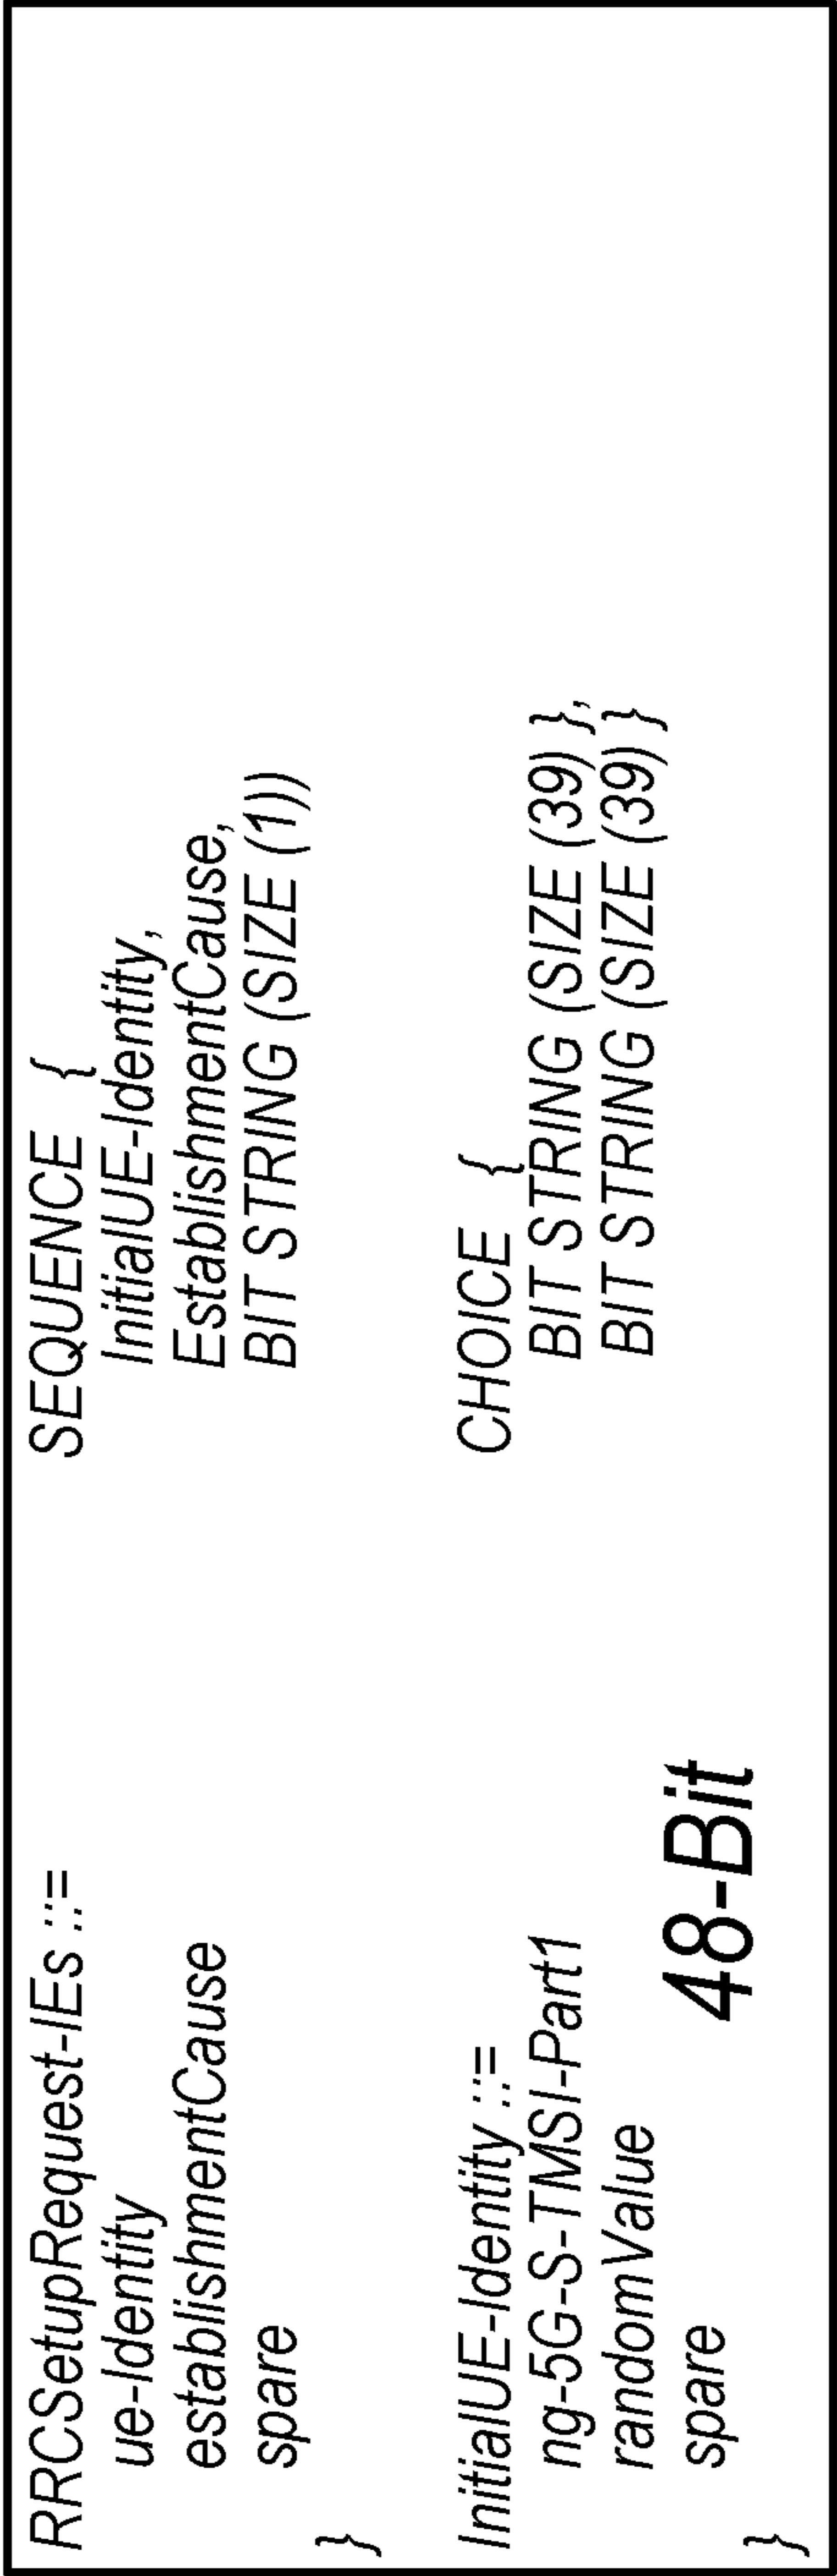 RRCSetupRequest-IEs ::= SEQUENCE {
ue-Identity InitialUE-Identity,
establishmentCause EstablishmentCause,
spare BIT STRING (SIZE (1))
}
InitialUE-Identity ::= CHOICE {
ng-5G-S-TMSI-Part1 BIT STRING (SIZE (39) },
randomValue BIT STRING (SIZE (39) }
spare 48-Bit
}